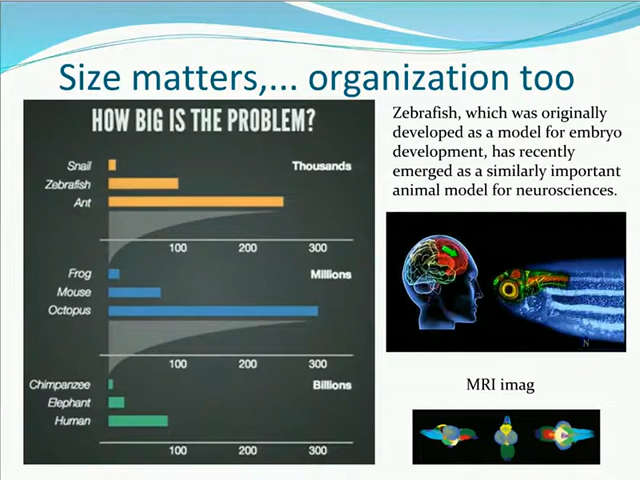 Size matters,... organization too
HOW BIG IS THE PROBLEM?
Snail
Thousands
Zebrafish
Ant
100 200 300
Frog
Millions
Mouse
Octopus
100 200 300
Chimpanzee
Billions
Elephant
Human
100 200 300
Zebrafish, which was originally
developed as a model for embryo
development, has recently
emerged as a similarly important
animal model for neurosciences.
N
MRI imag